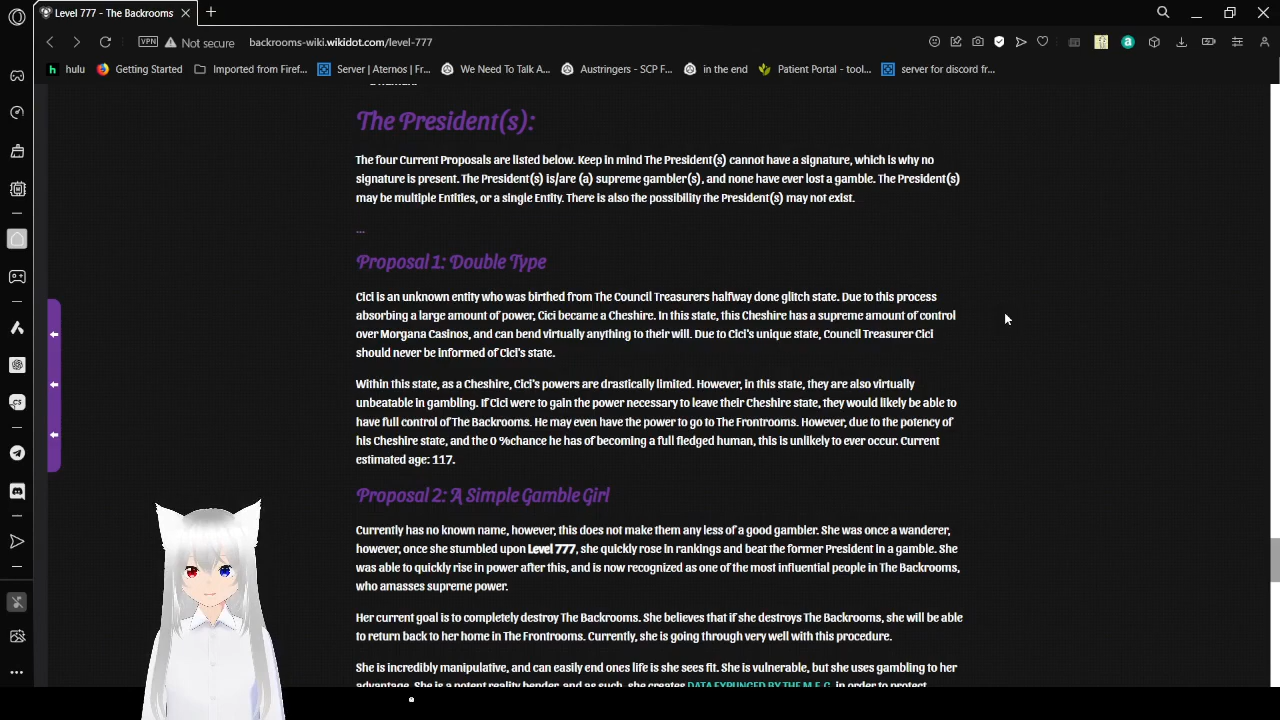 Level 777 - The Backrooms
VPN
Not secure
backrooms-wiki.wikidot.com/level-777
hulu
Getting Started
Imported from Firef...
Server | Aternos | Fr...
We Need To Talk A...
Austringers - SCP F...
in the end
Patient Portal - tool...
server for discord fr...
The President(s):
The four Current Proposals are listed below. Keep in mind The President(s) cannot have a signature, which is why no
signature is present. The President(s) is/are (a) supreme gambler(s), and none have ever lost a gamble. The President(s)
may be multiple Entities, or a single Entity. There is also the possibility the President(s) may not exist.
...
Proposal 1: Double Type
Cici is an unknown entity who was birthed from The Council Treasurers halfway done glitch state. Due to this process
absorbing a large amount of power, Cici became a Cheshire. In this state, this Cheshire has a supreme amount of control
over Morgana Casinos, and can bend virtually anything to their will. Due to Cici's unique state, Council Treasurer Cici
should never be informed of Cici's state.
Within this state, as a Cheshire, Cici's powers are drastically limited. However, in this state, they are also virtually
unbeatable in gambling. If Cici were to gain the power necessary to leave their Cheshire state, they would likely be able to
have full control of The Backrooms. He may even have the power to go to The Frontrooms. However, due to the potency of
his Cheshire state, and the 0 %chance he has of becoming a full fledged human, this is unlikely to ever occur. Current
estimated age: 117.
Proposal 2: A Simple Gamble Girl
Currently has no known name, however, this does not make them any less of a good gambler. She was once a wanderer,
however, once she stumbled upon Level 777, she quickly rose in rankings and beat the former President in a gamble. She
was able to quickly rise in power after this, and is now recognized as one of the most influential people in The Backrooms,
who amasses supreme power.
Her current goal is to completely destroy The Backrooms. She believes that if she destroys The Backrooms, she will be able
to return back to her home in The Frontrooms. Currently, she is going through very well with this procedure.
She is incredibly manipulative, and can easily end ones life is she sees fit. She is vulnerable, but she uses gambling to her
advantage. She is a potent reality bender, and as such, she creates DATA EXPUNGED BY THE M.E.G. in order to protect